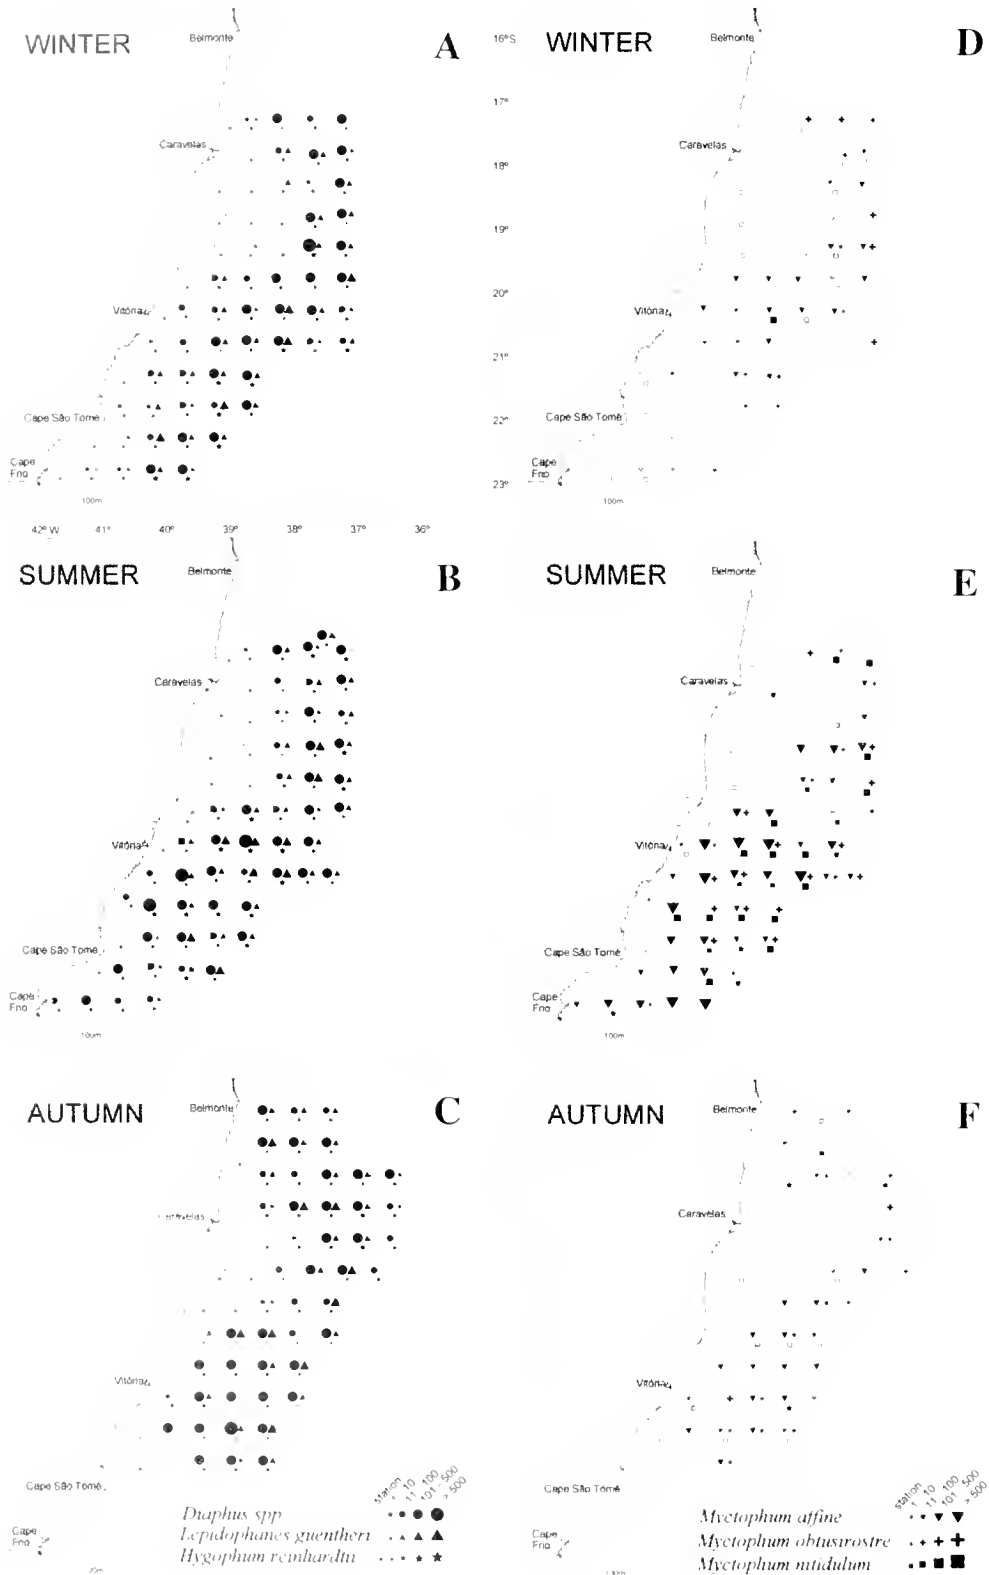 WINTER
Belmonte
A
Caravelas
Vitória
Cape São Tomé
Cape
Frio
100m
16°S
17°
18°
19°
20°
21°
22°
23°
WINTER
Belmonte
D
Caravelas
Vitória
Cape São Tomé
Cape
Frio
100m
42° W 41° 40° 39° 38° 37° 36°
SUMMER
Belmonte
B
Caravelas
Vitória
Cape São Tomé
Cape
Frio
100m
SUMMER
Belmonte
E
Caravelas
Vitória
Cape São Tomé
Cape
Frio
100m
AUTUMN
Belmonte
C
Caravelas
Vitória
Cape São Tomé
Cape
Frio
station 10 11 - 100 101 - 500 > 500
Diaphus spp
Lepidophanes guentheri
Hygophum reinhardtii
AUTUMN
Belmonte
F
Caravelas
Vitória
Cape São Tomé
Cape
Frio
station 10 11 100 101 500 > 500
Myctophum affine
Myctophum obtusirostre
Myctophum nitidulum